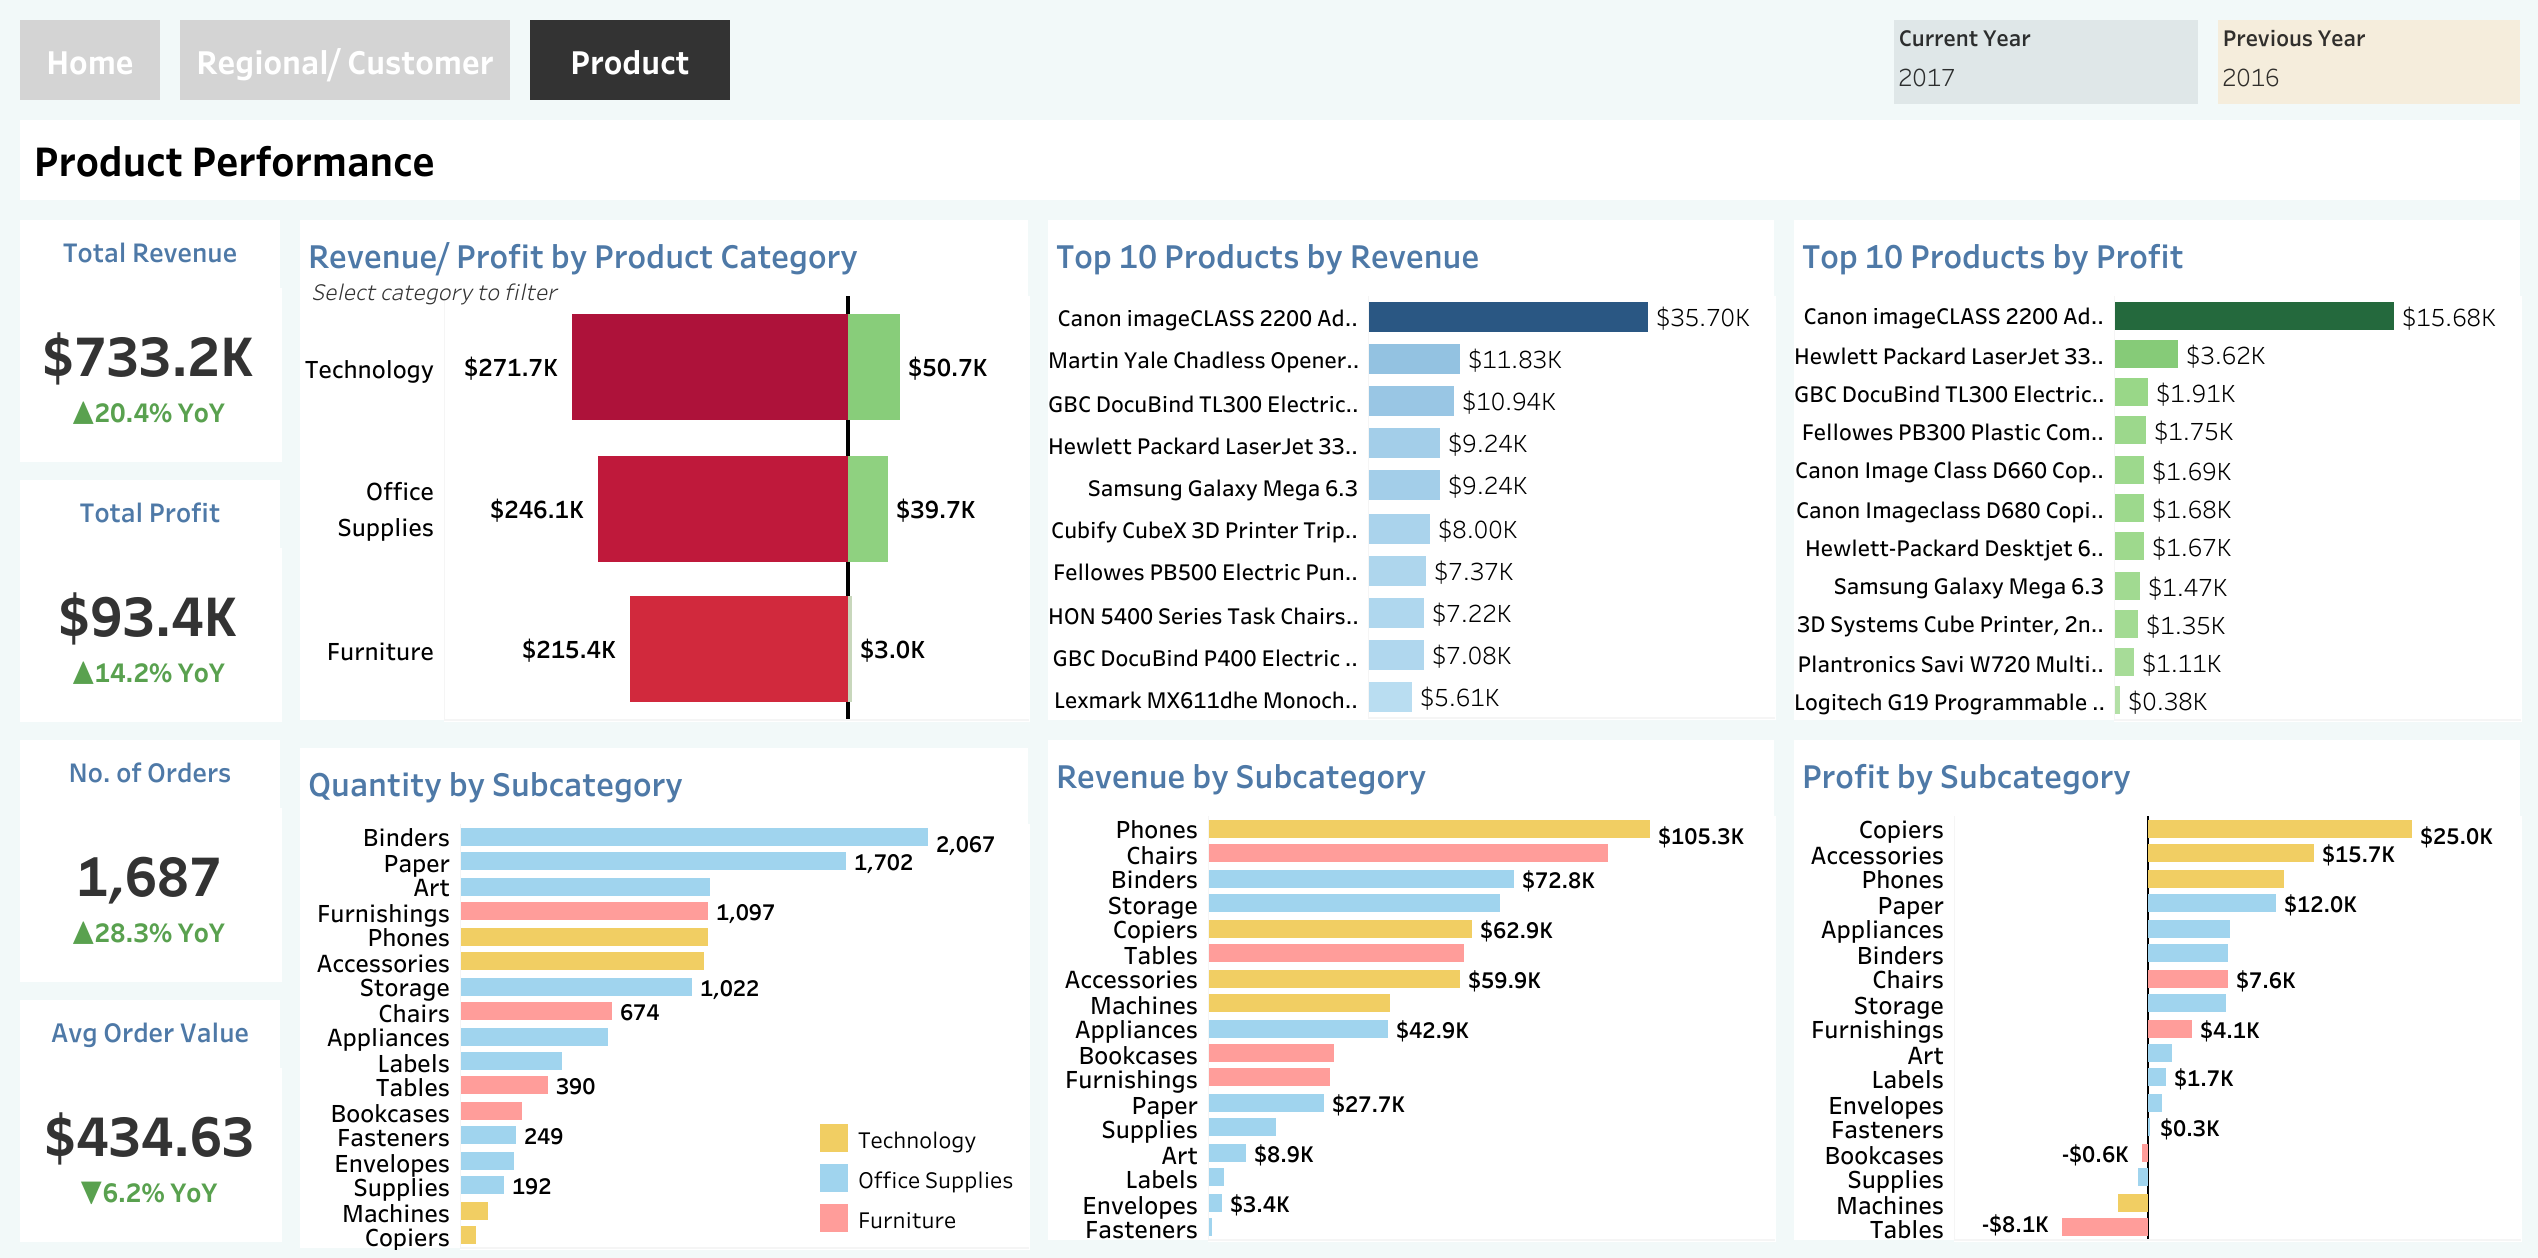 Home
Regional/ Customer
Product
Current Year
2017
Previous Year
2016
Product Performance
Total Revenue
$733.2K
▲20.4% YoY
Total Profit
$93.4K
▲14.2% YoY
No. of Orders
1,687
▲28.3% YoY
Avg Order Value
$434.63
▼6.2% YoY
Revenue/ Profit by Product Category
Select category to filter
Technology $271.7K $50.7K
Office
Supplies
$246.1K $39.7K
Furniture $215.4K $3.0K
Top 10 Products by Revenue
Canon imageCLASS 2200 Ad.. $35.70K
Martin Yale Chadless Opener.. $11.83K
GBC DocuBind TL300 Electric.. $10.94K
Hewlett Packard LaserJet 33.. $9.24K
Samsung Galaxy Mega 6.3 $9.24K
Cubify CubeX 3D Printer Trip.. $8.00K
Fellowes PB500 Electric Pun.. $7.37K
HON 5400 Series Task Chairs.. $7.22K
GBC DocuBind P400 Electric .. $7.08K
Lexmark MX611dhe Monoch.. $5.61K
Top 10 Products by Profit
Canon imageCLASS 2200 Ad.. $15.68K
Hewlett Packard LaserJet 33.. $3.62K
GBC DocuBind TL300 Electric.. $1.91K
Fellowes PB300 Plastic Com.. $1.75K
Canon Image Class D660 Cop.. $1.69K
Canon Imageclass D680 Copi.. $1.68K
Hewlett-Packard Desktjet 6.. $1.67K
Samsung Galaxy Mega 6.3 $1.47K
3D Systems Cube Printer, 2n.. $1.35K
Plantronics Savi W720 Multi.. $1.11K
Logitech G19 Programmable .. $0.38K
Quantity by Subcategory
Binders 2,067
Paper 1,702
Art
Furnishings 1,097
Phones
Accessories
Storage 1,022
Chairs 674
Appliances
Labels
Tables 390
Bookcases
Fasteners 249
Envelopes
Supplies 192
Machines
Copiers
Technology
Office Supplies
Furniture
Revenue by Subcategory
Phones $105.3K
Chairs
Binders $72.8K
Storage
Copiers $62.9K
Tables
Accessories $59.9K
Machines
Appliances $42.9K
Bookcases
Furnishings
Paper $27.7K
Supplies
Art $8.9K
Labels
Envelopes $3.4K
Fasteners
Profit by Subcategory
Copiers $25.0K
Accessories $15.7K
Phones
Paper $12.0K
Appliances
Binders
Chairs $7.6K
Storage
Furnishings $4.1K
Art
Labels $1.7K
Envelopes
Fasteners $0.3K
Bookcases -$0.6K
Supplies
Machines
Tables -$8.1K